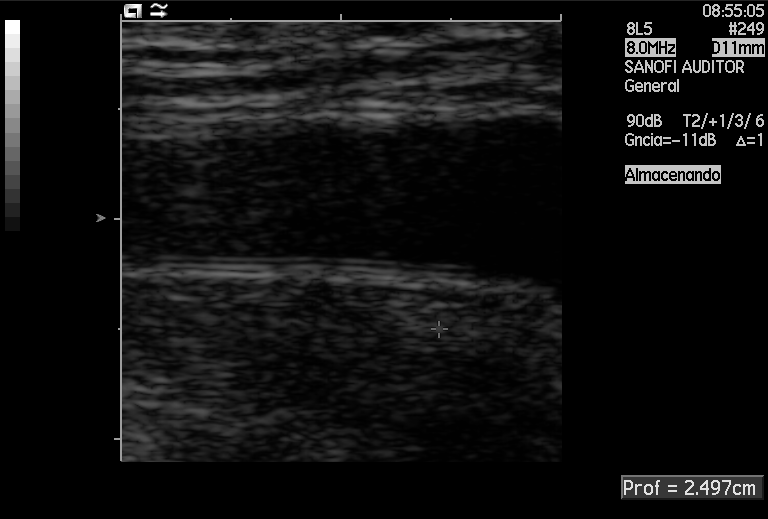 08:55:05
8L5 #249
8.0MHz D11mm
SANOFI AUDITOR
General
90dB T2/+1/3/ 6
Gncia=-11dB Δ=1
Almacenando
Prof = 2.497cm